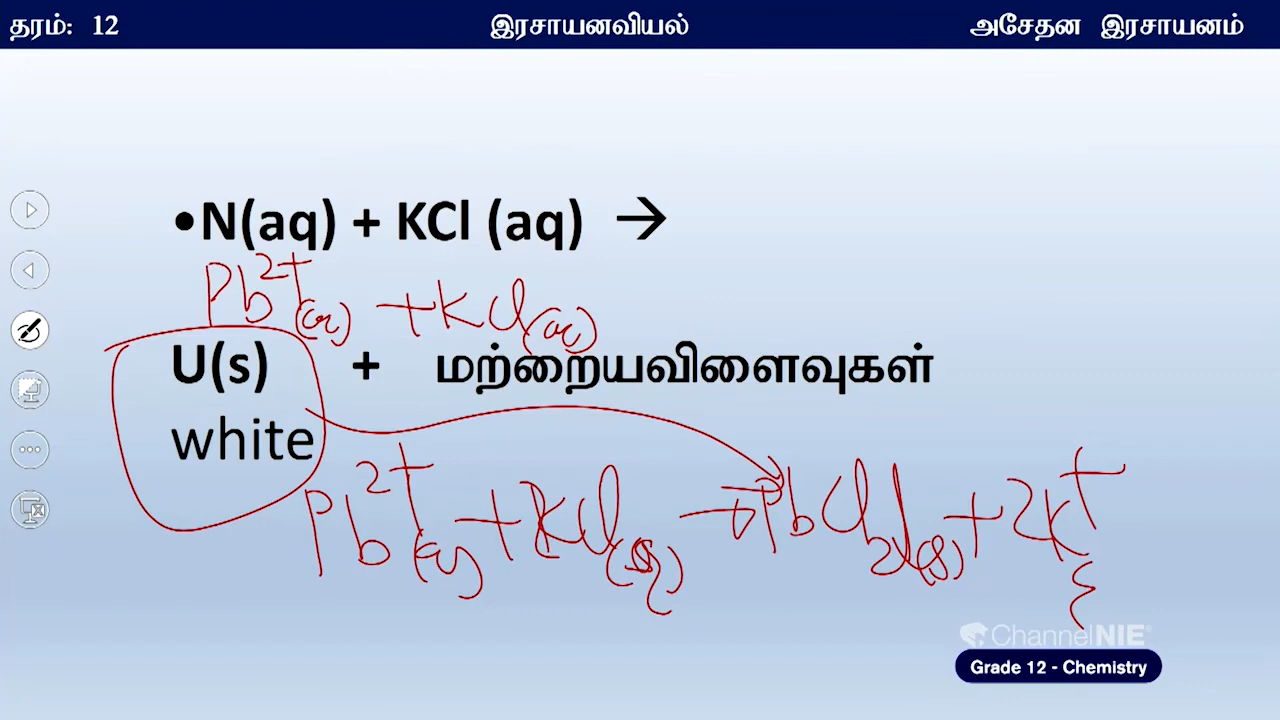 தரம்: 12 இரசாயனவியல் அசேதன இரசாயனம்
•N(aq) + KCl (aq) →
Pb²⁺(aq) + KCl(aq)
U(s) + மற்றையவிளைவுகள்
white
Pb²⁺(aq) + 2KCl(aq) → PbCl₂↓(s) + 2K⁺
ChannelNIE
Grade 12 - Chemistry